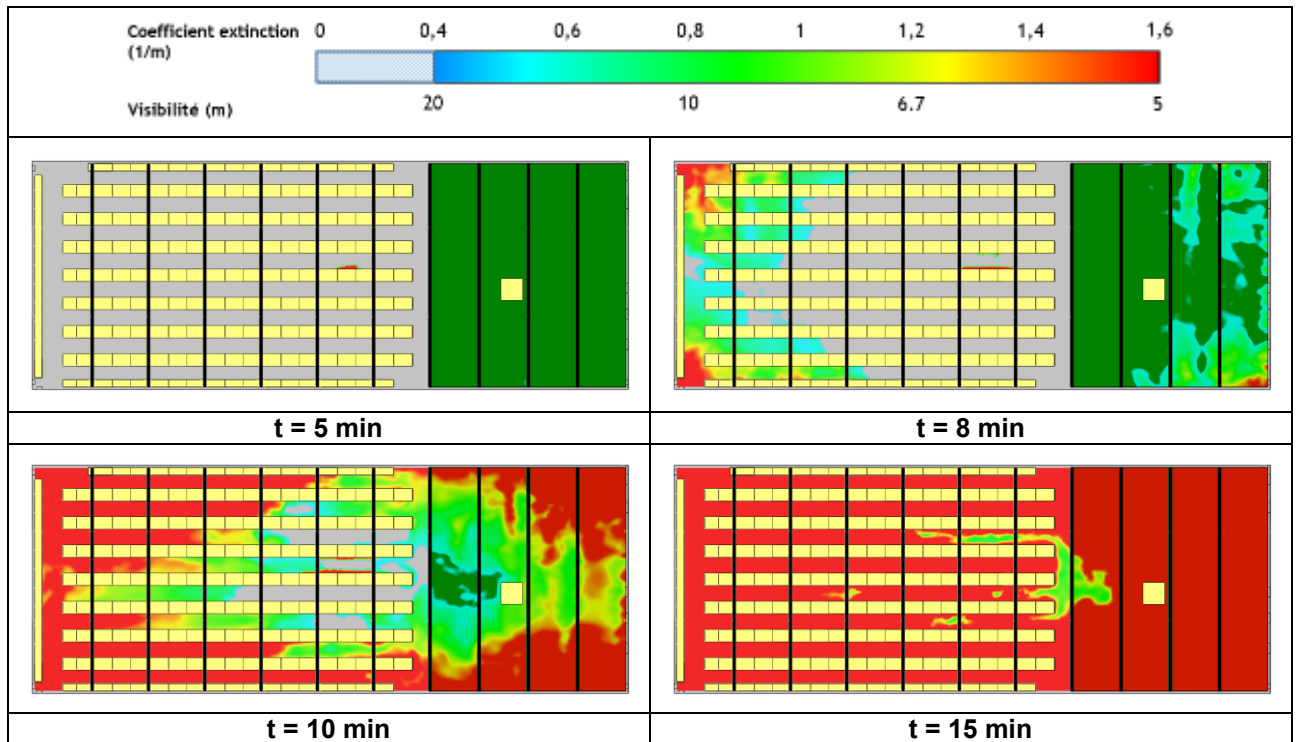 Coefficient extinction 0 0,4 0,6 0,8 1 1,2 1,4 1,6
(1/m)
Visibilité (m) 20 10 6.7 5
t = 5 min t = 8 min
t = 10 min t = 15 min